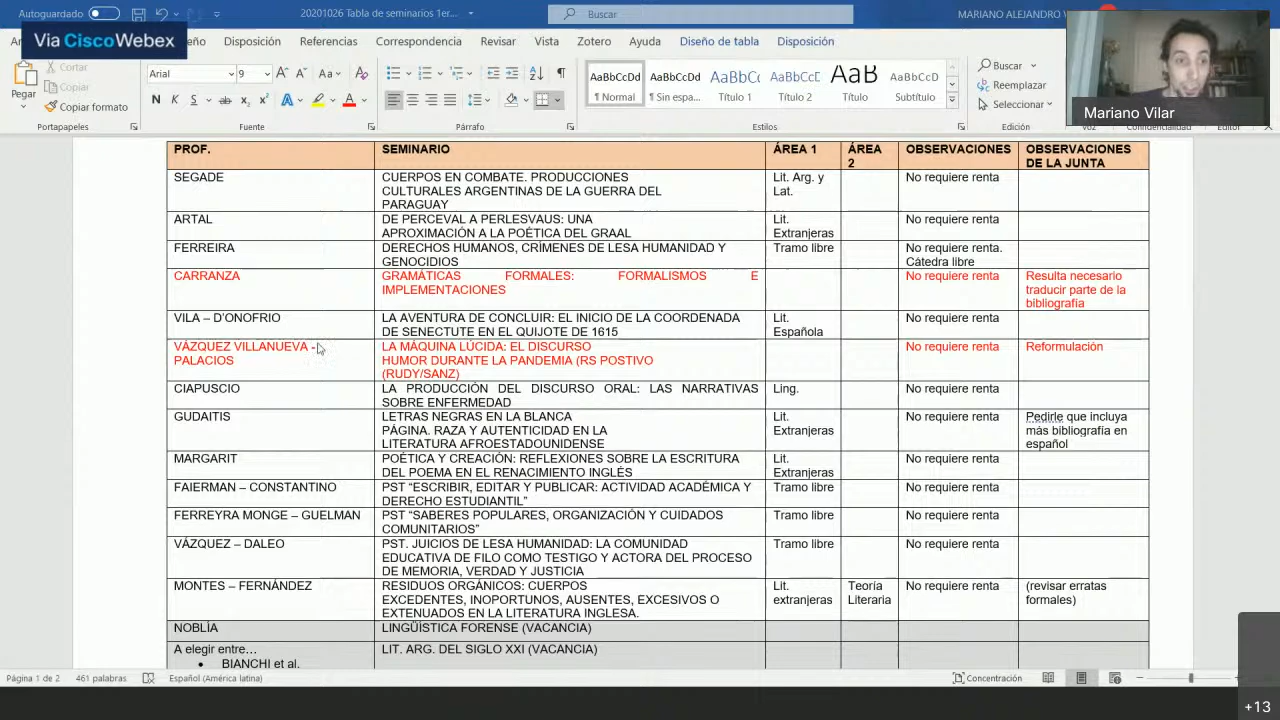 Autoguardado
20201026 Tabla de seminarios 1er...
Buscar
MARIANO ALEJANDRO V
Via CiscoWebex
Disposición
Referencias
Correspondencia
Revisar
Vista
Zotero
Ayuda
Diseño de tabla
Disposición
Pegar
Cortar
Copiar
Copiar formato
Portapapeles
Arial
9
N K S ab x₂ x²
Fuente
Párrafo
AaBbCcDd
¶ Normal
AaBbCcDd
¶ Sin espa...
AaBbCc
Título 1
AaBbCcE
Título 2
AaB
Título
AaBbCcD
Subtítulo
Estilos
Buscar
Reemplazar
Seleccionar
Edición
Mariano Vilar
PROF.
SEMINARIO
ÁREA 1
ÁREA
2
OBSERVACIONES
OBSERVACIONES
DE LA JUNTA
SEGADE
CUERPOS EN COMBATE. PRODUCCIONES
CULTURALES ARGENTINAS DE LA GUERRA DEL
PARAGUAY
Lit. Arg. y
Lat.
No requiere renta
ARTAL
DE PERCEVAL A PERLESVAUS: UNA
APROXIMACIÓN A LA POÉTICA DEL GRAAL
Lit.
Extranjeras
No requiere renta
FERREIRA
DERECHOS HUMANOS, CRÍMENES DE LESA HUMANIDAD Y
GENOCIDIOS
Tramo libre
No requiere renta.
Cátedra libre
CARRANZA
GRAMÁTICAS FORMALES: FORMALISMOS E
IMPLEMENTACIONES
No requiere renta
Resulta necesario
traducir parte de la
bibliografía
VILA – D'ONOFRIO
LA AVENTURA DE CONCLUIR: EL INICIO DE LA COORDENADA
DE SENECTUTE EN EL QUIJOTE DE 1615
Lit.
Española
No requiere renta
VÁZQUEZ VILLANUEVA -
PALACIOS
LA MÁQUINA LÚCIDA: EL DISCURSO
HUMOR DURANTE LA PANDEMIA (RS POSTIVO
(RUDY/SANZ)
No requiere renta
Reformulación
CIAPUSCIO
LA PRODUCCIÓN DEL DISCURSO ORAL: LAS NARRATIVAS
SOBRE ENFERMEDAD
Ling.
No requiere renta
GUDAITIS
LETRAS NEGRAS EN LA BLANCA
PÁGINA. RAZA Y AUTENTICIDAD EN LA
LITERATURA AFROESTADOUNIDENSE
Lit.
Extranjeras
No requiere renta
Pedirle que incluya
más bibliografía en
español
MARGARIT
POÉTICA Y CREACIÓN: REFLEXIONES SOBRE LA ESCRITURA
DEL POEMA EN EL RENACIMIENTO INGLÉS
Lit.
Extranjeras
No requiere renta
FAIERMAN – CONSTANTINO
PST “ESCRIBIR, EDITAR Y PUBLICAR: ACTIVIDAD ACADÉMICA Y
DERECHO ESTUDIANTIL”
Tramo libre
No requiere renta
FERREYRA MONGE – GUELMAN
PST “SABERES POPULARES, ORGANIZACIÓN Y CUIDADOS
COMUNITARIOS”
Tramo libre
No requiere renta
VÁZQUEZ – DALEO
PST. JUICIOS DE LESA HUMANIDAD: LA COMUNIDAD
EDUCATIVA DE FILO COMO TESTIGO Y ACTORA DEL PROCESO
DE MEMORIA, VERDAD Y JUSTICIA
Tramo libre
No requiere renta
MONTES – FERNÁNDEZ
RESIDUOS ORGÁNICOS: CUERPOS
EXCEDENTES, INOPORTUNOS, AUSENTES, EXCESIVOS O
EXTENUADOS EN LA LITERATURA INGLESA.
Lit.
extranjeras
Teoría
Literaria
No requiere renta
(revisar erratas
formales)
NOBLÍA
LINGÜÍSTICA FORENSE (VACANCIA)
A elegir entre…
• BIANCHI et al.
LIT. ARG. DEL SIGLO XXI (VACANCIA)
Página 1 de 2
461 palabras
Español (América latina)
Concentración
+13